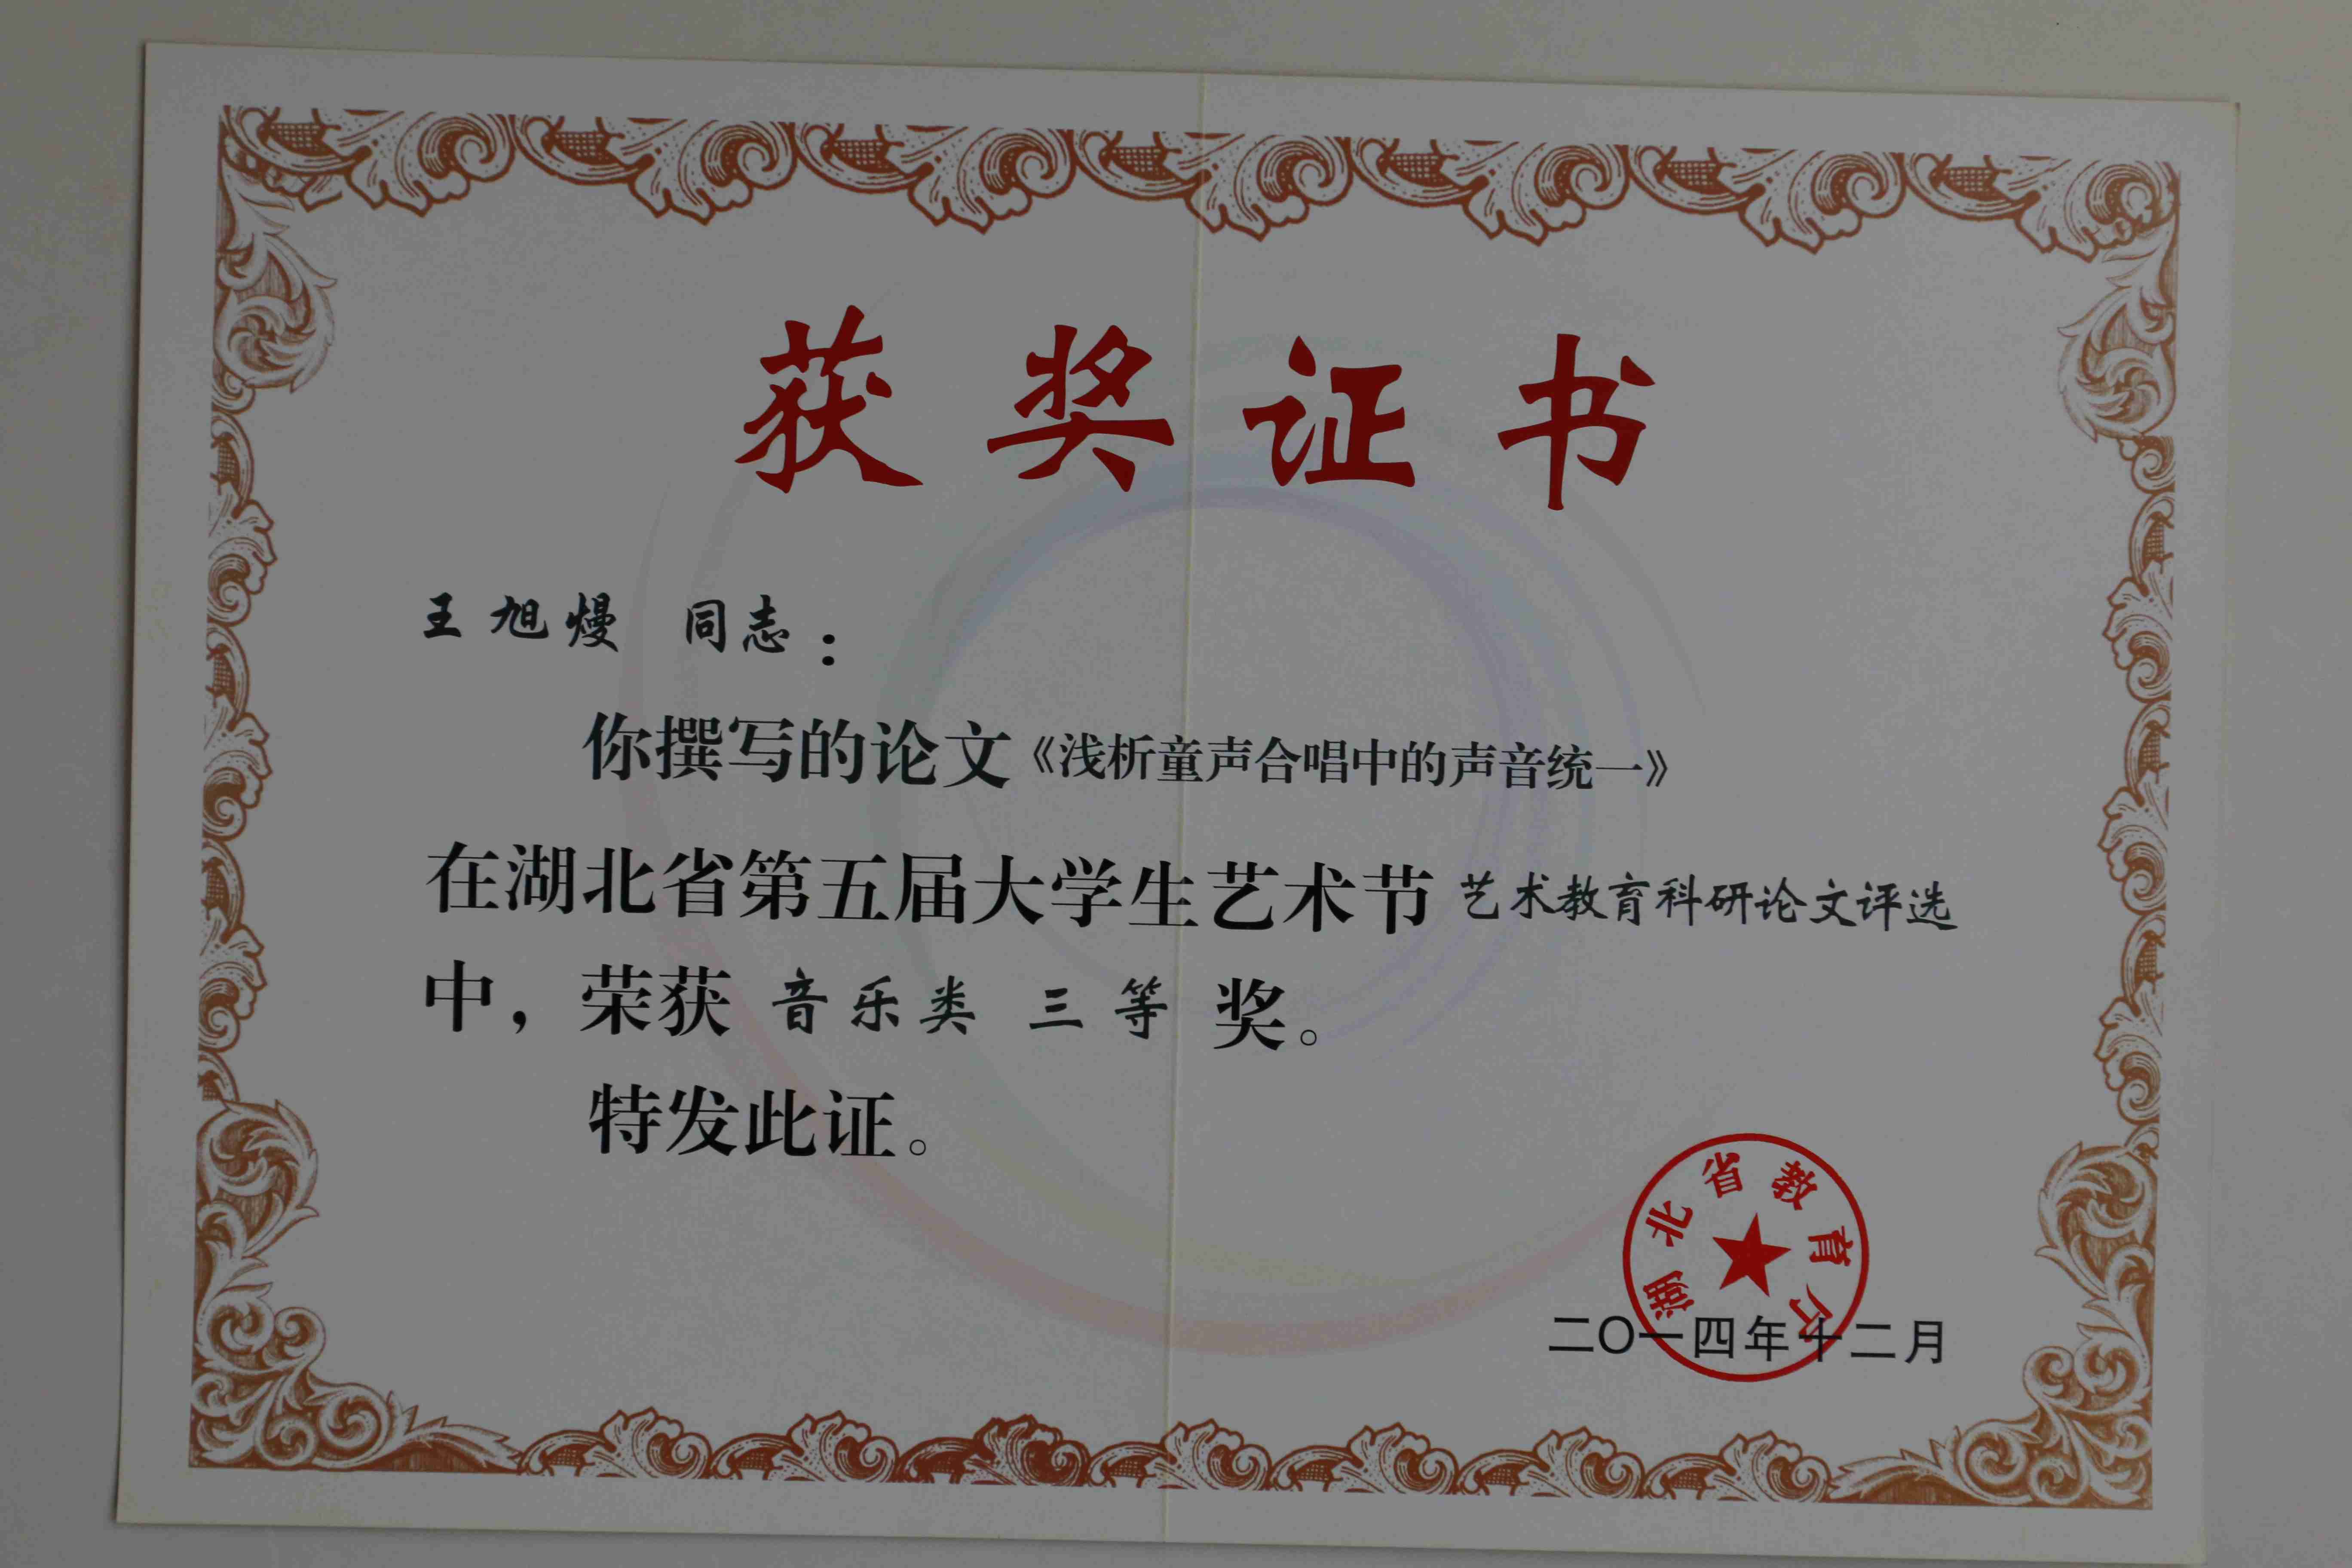 获奖证书
王旭熳 同志：
你撰写的论文《浅析童声合唱中的声音统一》
在湖北省第五届大学生艺术节 艺术教育科研论文评选
中，荣获 音乐类 三等 奖。
特发此证。
湖北省教育厅
二〇一四年十二月